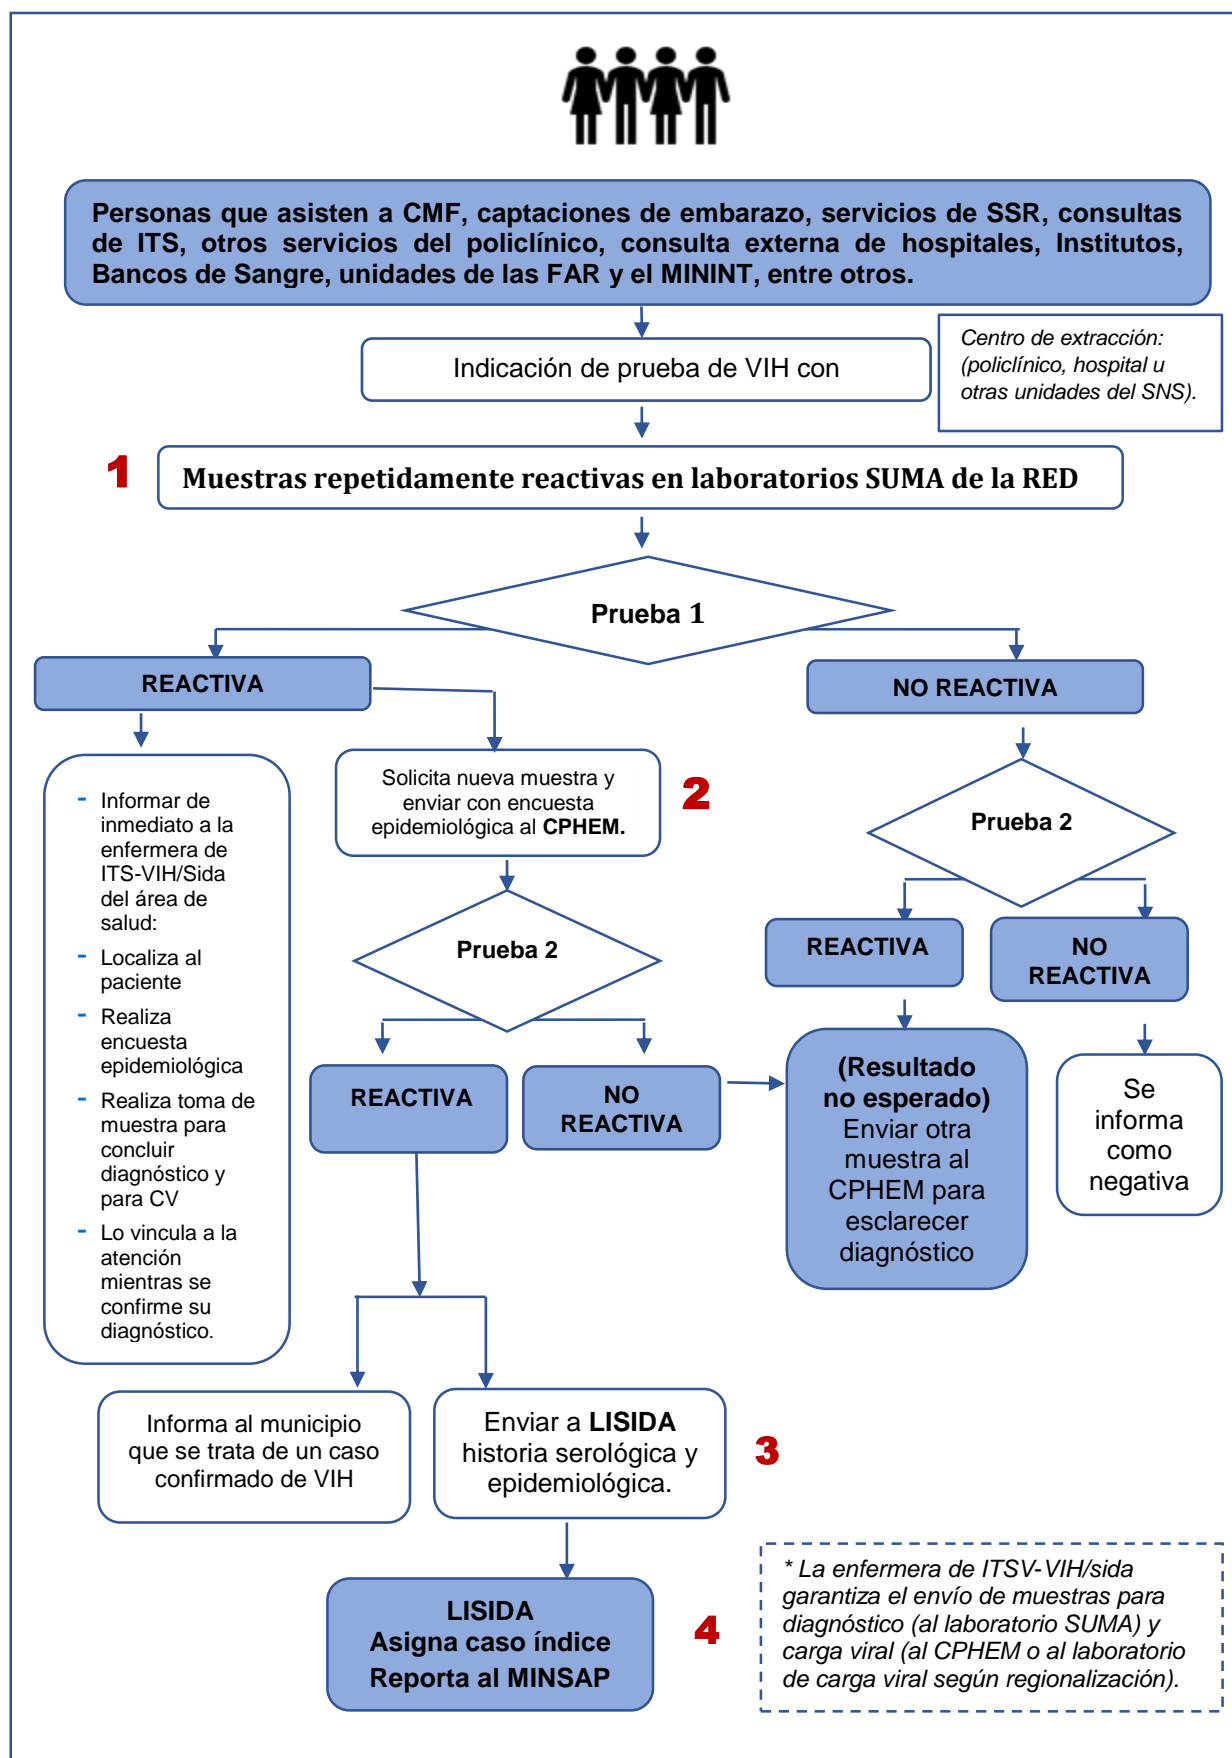 Personas que asisten a CMF, captaciones de embarazo, servicios de SSR, consultas
de ITS, otros servicios del policlínico, consulta externa de hospitales, Institutos,
Bancos de Sangre, unidades de las FAR y el MININT, entre otros.
Indicación de prueba de VIH con
Centro de extracción:
(policlínico, hospital u
otras unidades del SNS).
1
Muestras repetidamente reactivas en laboratorios SUMA de la RED
Prueba 1
REACTIVA
NO REACTIVA
- Informar de
inmediato a la
enfermera de
ITS-VIH/Sida
del área de
salud:
- Localiza al
paciente
- Realiza
encuesta
epidemiológica
- Realiza toma de
muestra para
concluir
diagnóstico y
para CV
- Lo vincula a la
atención
mientras se
confirme su
diagnóstico.
Solicita nueva muestra y
enviar con encuesta
epidemiológica al CPHEM.
2
Prueba 2
REACTIVA
NO
REACTIVA
Prueba 2
REACTIVA
NO
REACTIVA
(Resultado
no esperado)
Enviar otra
muestra al
CPHEM para
esclarecer
diagnóstico
Se
informa
como
negativa
Informa al municipio
que se trata de un caso
confirmado de VIH
Enviar a LISIDA
historia serológica y
epidemiológica.
3
LISIDA
Asigna caso índice
Reporta al MINSAP
4
* La enfermera de ITSV-VIH/sida
garantiza el envío de muestras para
diagnóstico (al laboratorio SUMA) y
carga viral (al CPHEM o al laboratorio
de carga viral según regionalización).